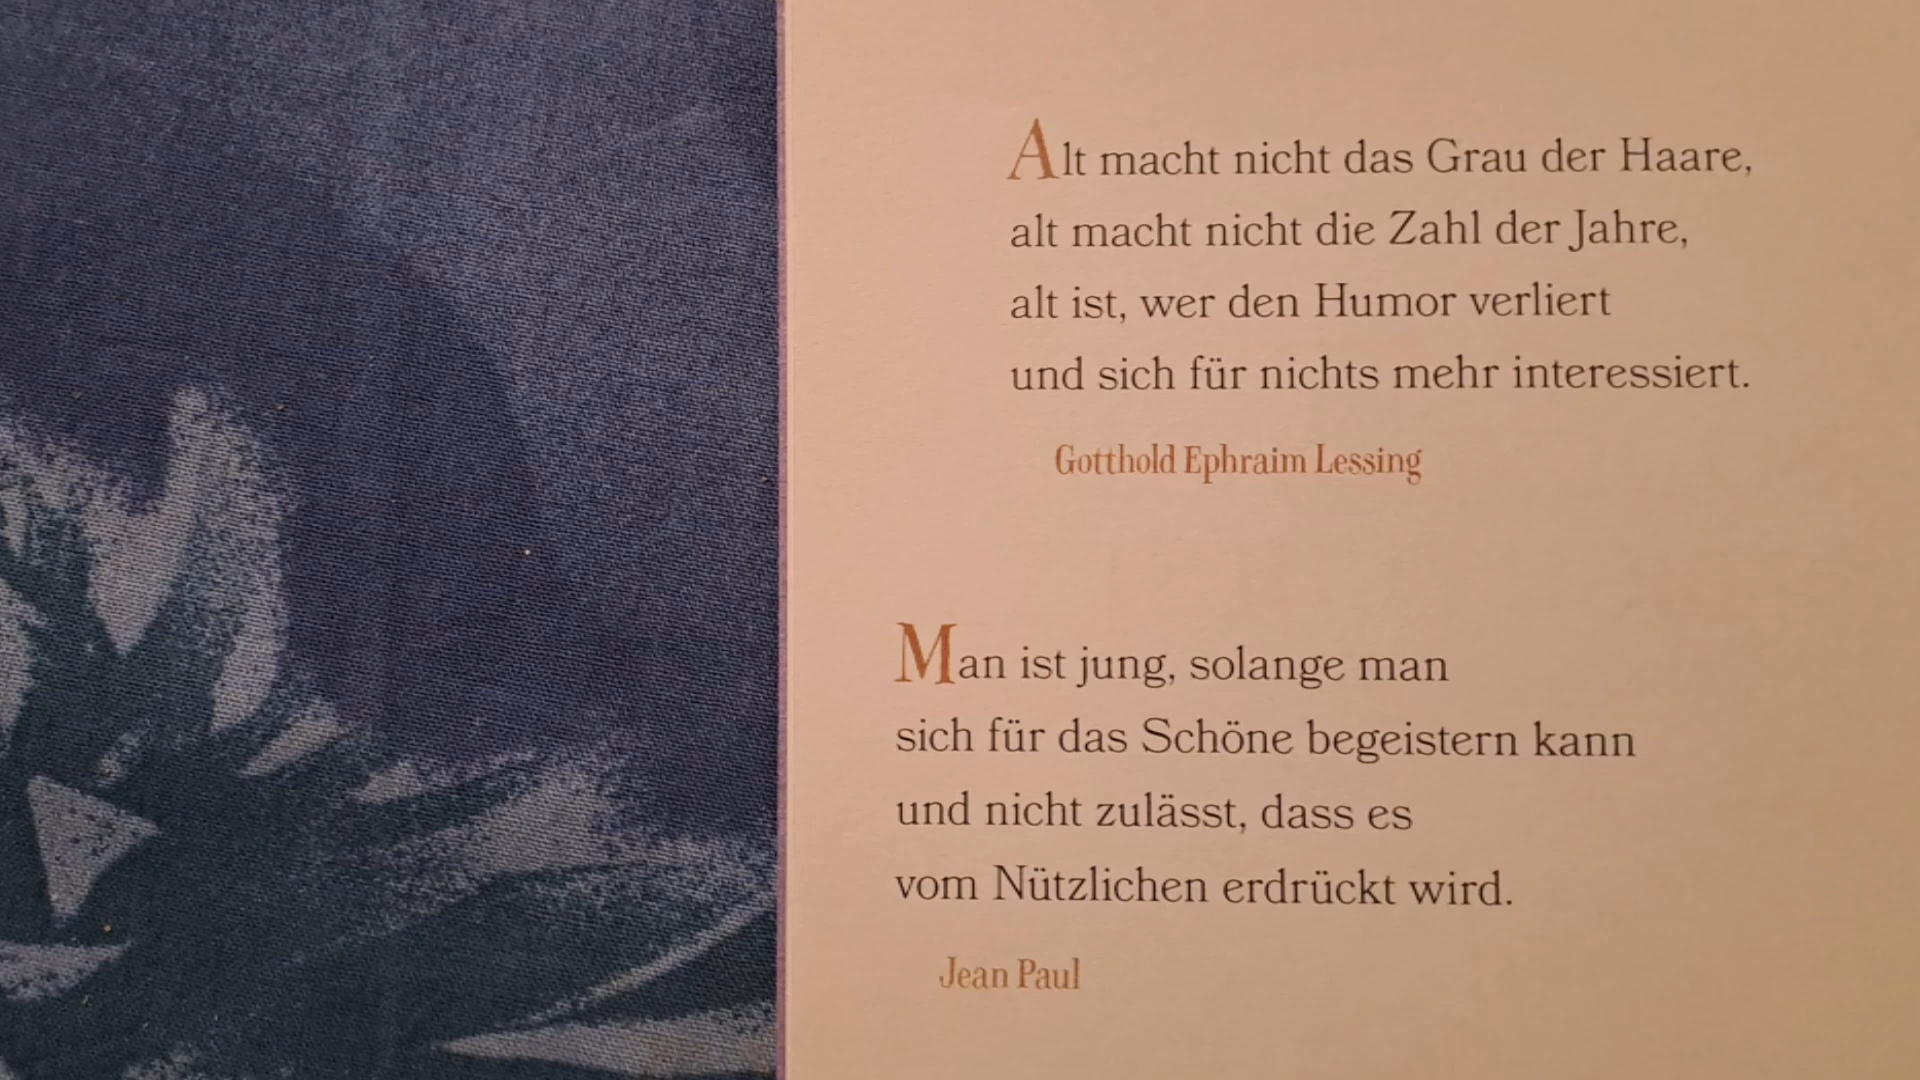 Alt macht nicht das Grau der Haare,
alt macht nicht die Zahl der Jahre,
alt ist, wer den Humor verliert
und sich für nichts mehr interessiert.
Gotthold Ephraim Lessing
Man ist jung, solange man
sich für das Schöne begeistern kann
und nicht zulässt, dass es
vom Nützlichen erdrückt wird.
Jean Paul